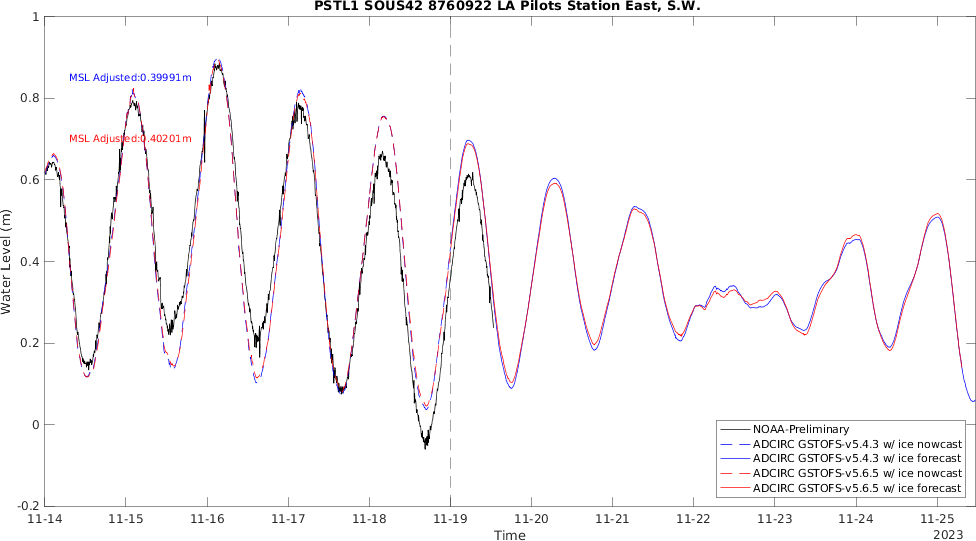 PSTL1 SOUS42 8760922 LA Pilots Station East, S.W.
1
0.8
0.6
0.4
0.2
0
-0.2
Water Level (m)
MSL Adjusted:0.39991m
MSL Adjusted:0.40201m
NOAA-Preliminary
ADCIRC GSTOFS-v5.4.3 w/ ice nowcast
ADCIRC GSTOFS-v5.4.3 w/ ice forecast
ADCIRC GSTOFS-v5.6.5 w/ ice nowcast
ADCIRC GSTOFS-v5.6.5 w/ ice forecast
11-14 11-15 11-16 11-17 11-18 11-19 11-20 11-21 11-22 11-23 11-24 11-25
Time
2023